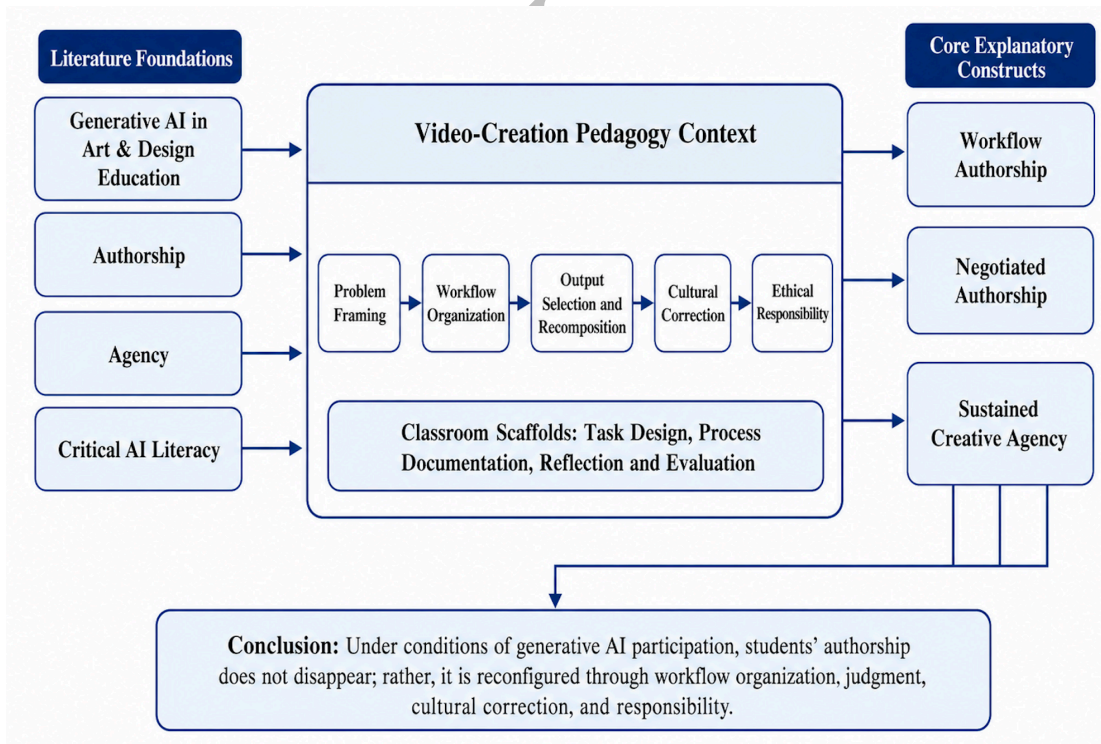 Literature Foundations
Generative AI in
Art & Design
Education
Authorship
Agency
Critical AI Literacy
Video-Creation Pedagogy Context
Problem
Framing
Workflow
Organization
Output
Selection and
Recomposition
Cultural
Correction
Ethical
Responsibility
Classroom Scaffolds: Task Design, Process
Documentation, Reflection and Evaluation
Core Explanatory
Constructs
Workflow
Authorship
Negotiated
Authorship
Sustained
Creative Agency
Conclusion: Under conditions of generative AI participation, students’ authorship
does not disappear; rather, it is reconfigured through workflow organization, judgment,
cultural correction, and responsibility.